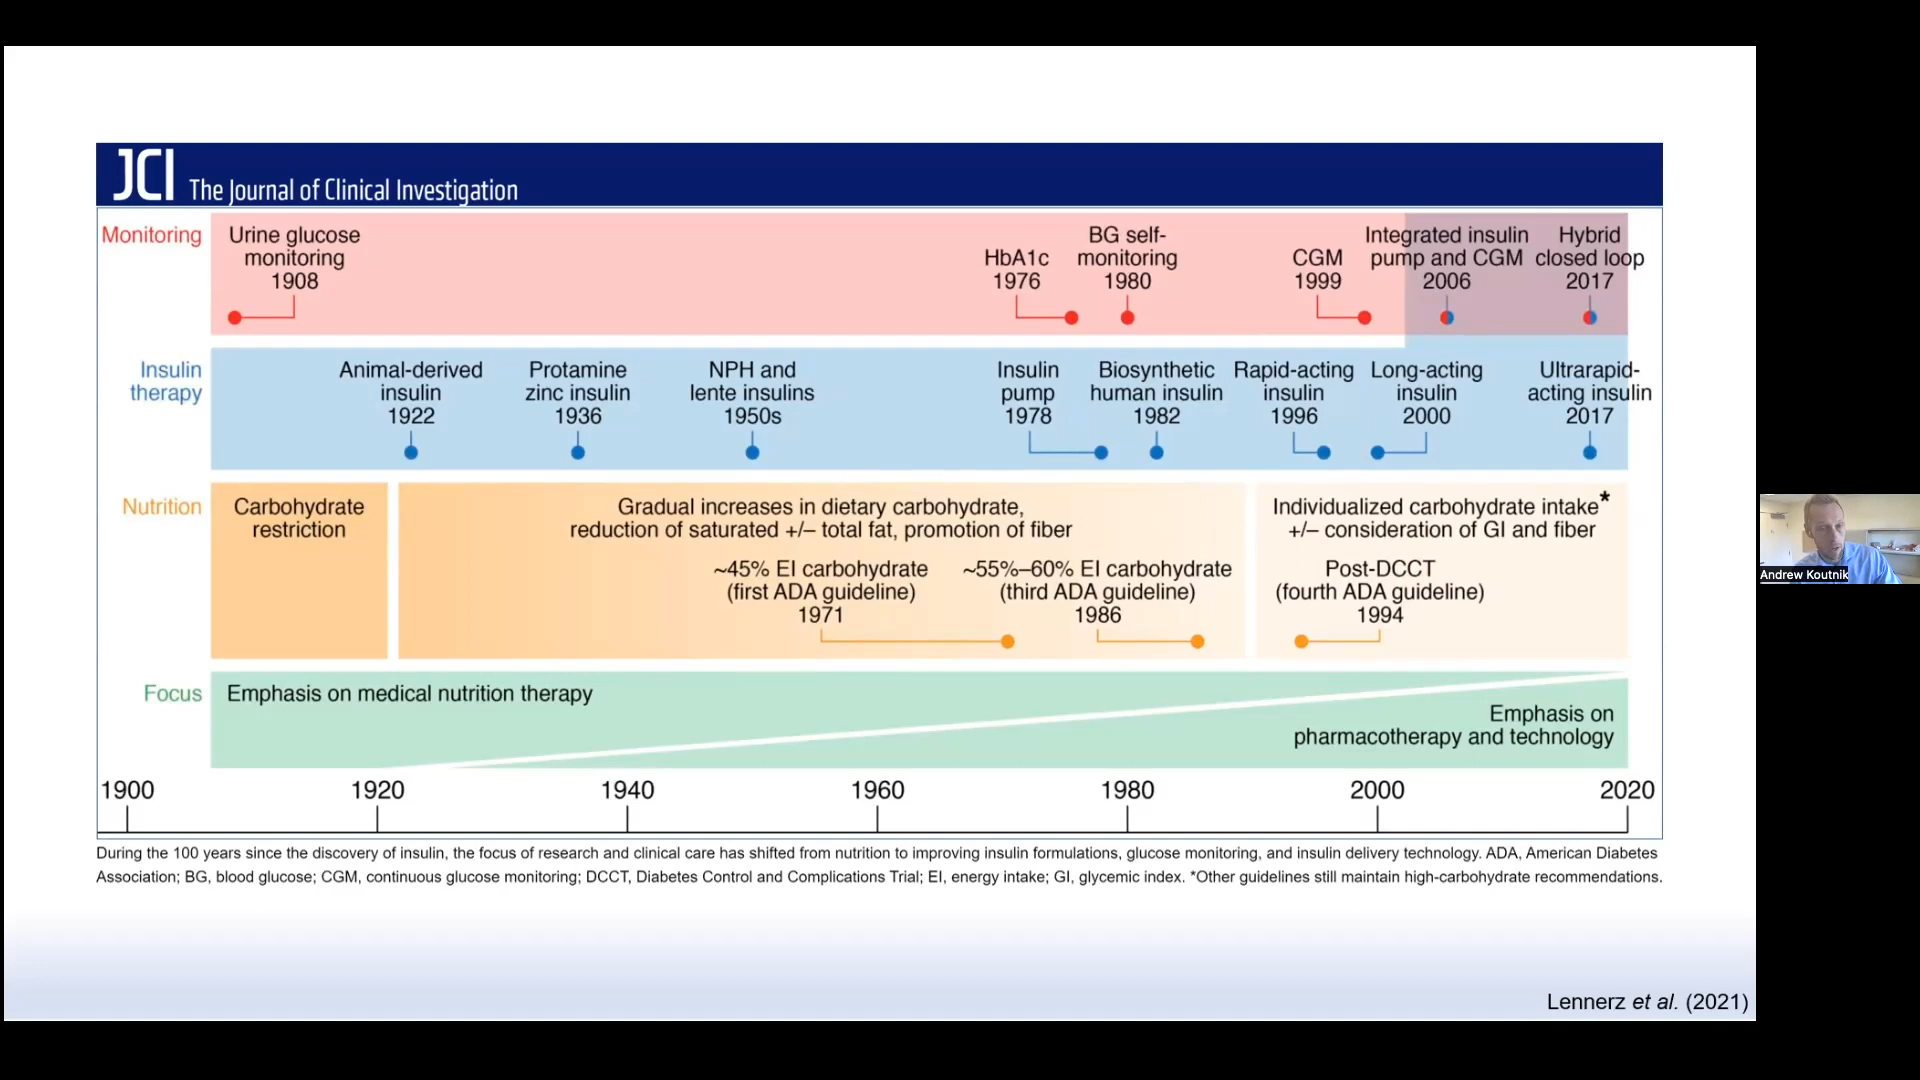 JCI The Journal of Clinical Investigation
Monitoring
Urine glucose
monitoring
1908
HbA1c
1976
BG self-
monitoring
1980
CGM
1999
Integrated insulin
pump and CGM
2006
Hybrid
closed loop
2017
Insulin
therapy
Animal-derived
insulin
1922
Protamine
zinc insulin
1936
NPH and
lente insulins
1950s
Insulin
pump
1978
Biosynthetic
human insulin
1982
Rapid-acting
insulin
1996
Long-acting
insulin
2000
Ultrarapid-
acting insulin
2017
Nutrition
Carbohydrate
restriction
Gradual increases in dietary carbohydrate,
reduction of saturated +/– total fat, promotion of fiber
~45% EI carbohydrate
(first ADA guideline)
1971
~55%–60% EI carbohydrate
(third ADA guideline)
1986
Individualized carbohydrate intake*
+/– consideration of GI and fiber
Post-DCCT
(fourth ADA guideline)
1994
Focus
Emphasis on medical nutrition therapy
Emphasis on
pharmacotherapy and technology
1900 1920 1940 1960 1980 2000 2020
During the 100 years since the discovery of insulin, the focus of research and clinical care has shifted from nutrition to improving insulin formulations, glucose monitoring, and insulin delivery technology. ADA, American Diabetes
Association; BG, blood glucose; CGM, continuous glucose monitoring; DCCT, Diabetes Control and Complications Trial; EI, energy intake; GI, glycemic index. *Other guidelines still maintain high-carbohydrate recommendations.
Lennerz et al. (2021)
Andrew Koutnik